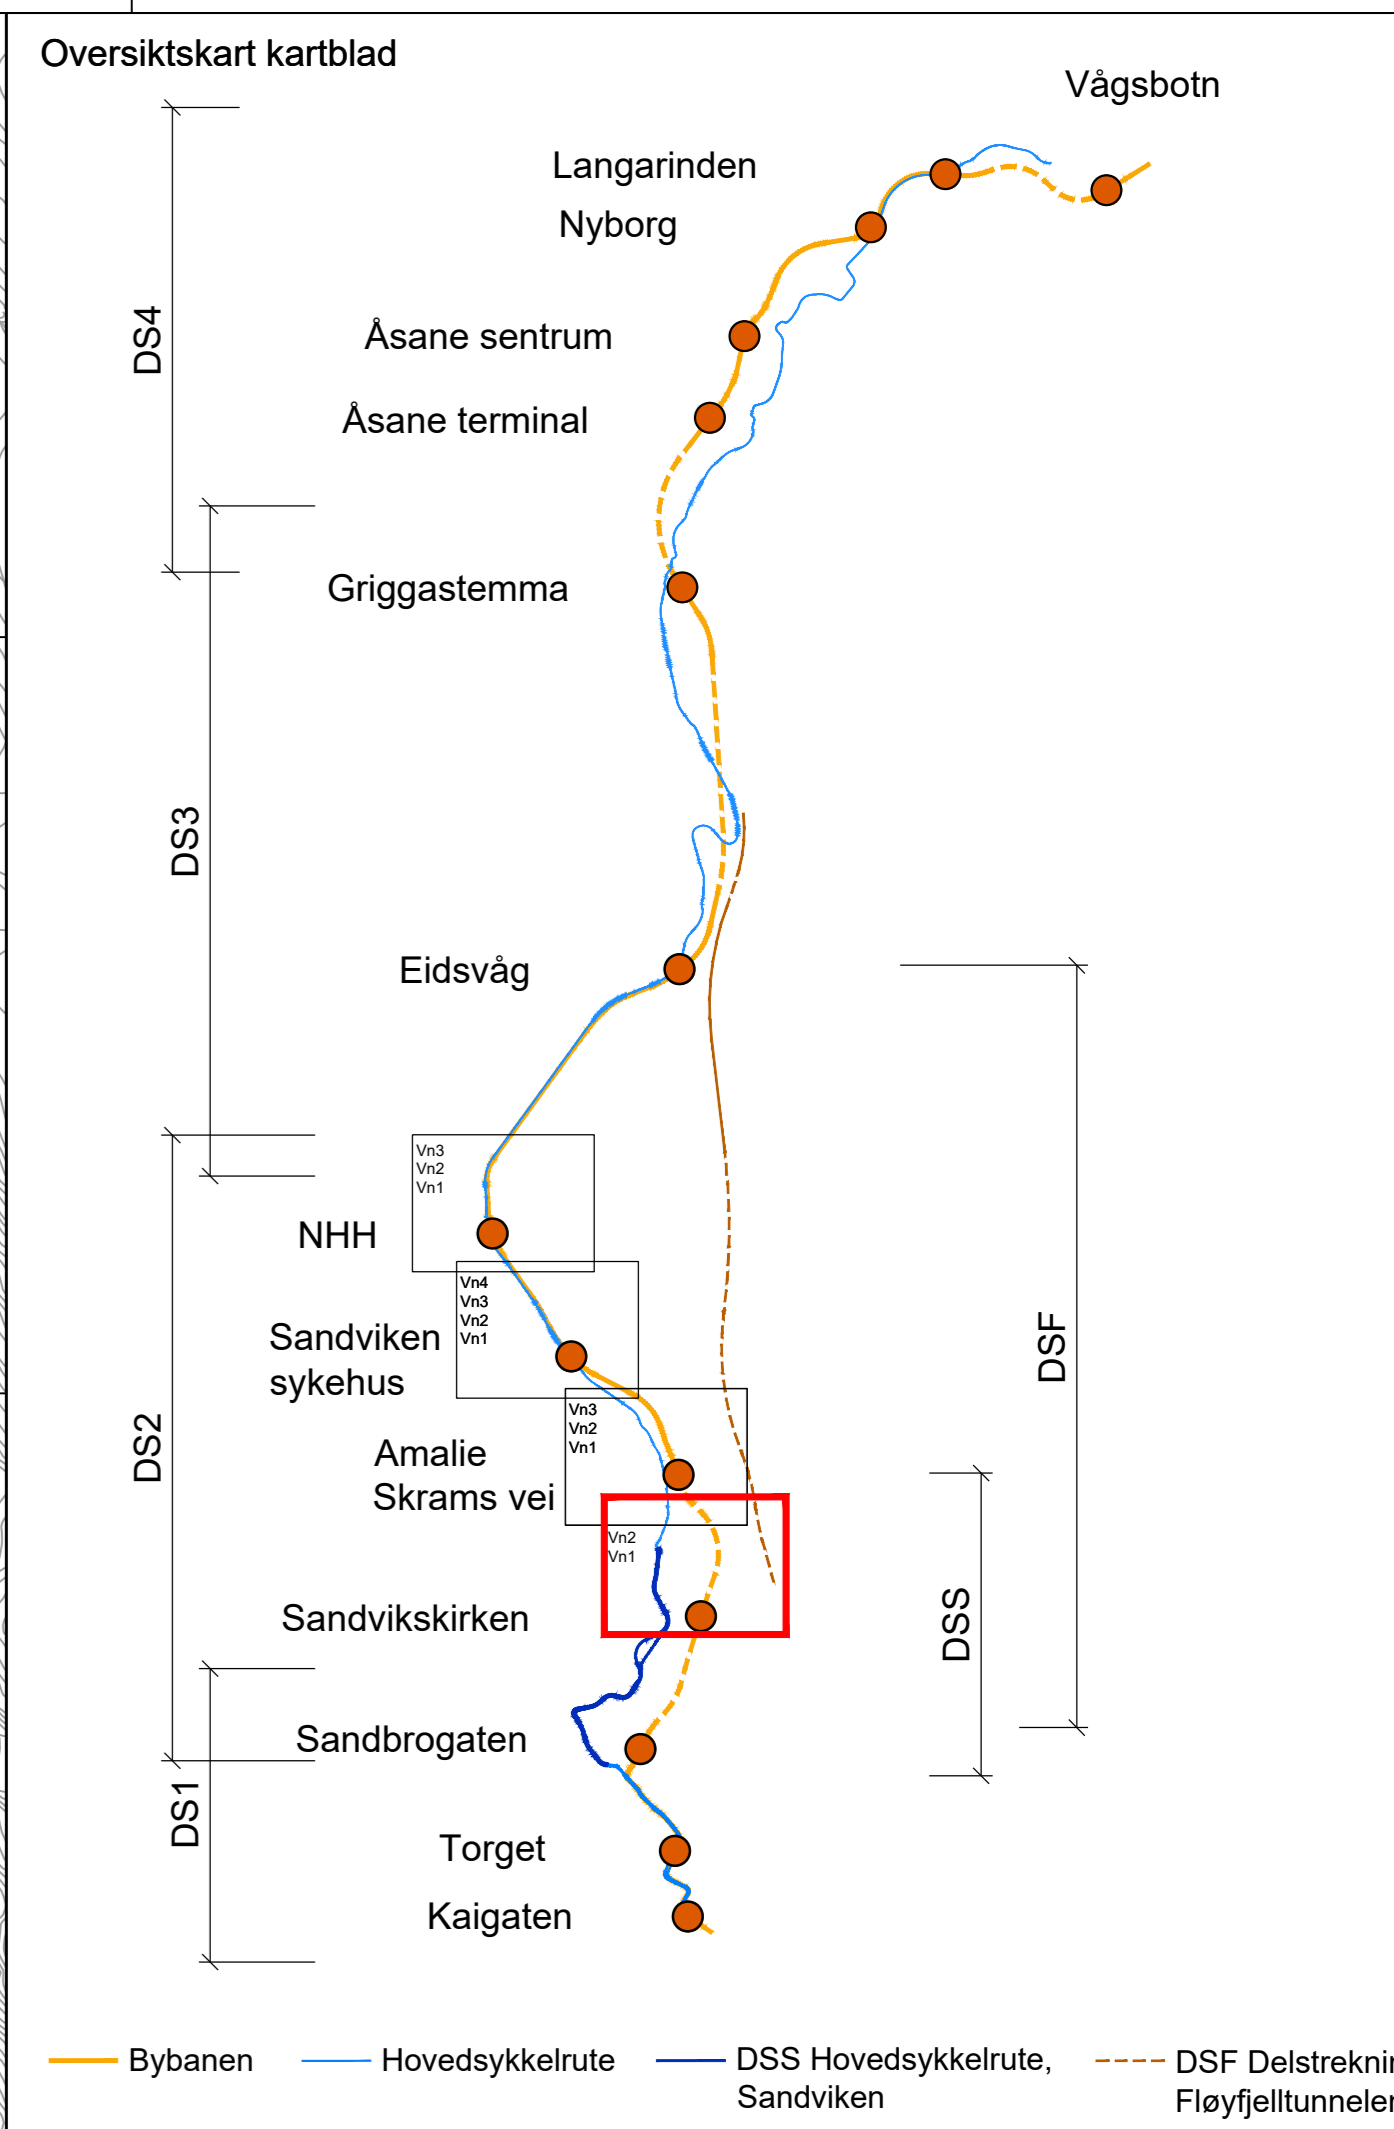 Oversiktskart kartblad
Vågsbotn
Langarinden
Nyborg
DS4
Åsane sentrum
Åsane terminal
Griggastemma
DS3
Eidsvåg
Vn3
Vn2
Vn1
NHH
Vn4
Vn3
Vn2
Vn1
Sandviken
sykehus
DSF
Vn3
Vn2
Vn1
DS2
Amalie
Skrams vei
Vn2
Vn1
Sandvikskirken
DSS
Sandbrogaten
DS1
Torget
Kaigaten
Bybanen
Hovedsykkelrute
DSS Hovedsykkelrute,
Sandviken
DSF